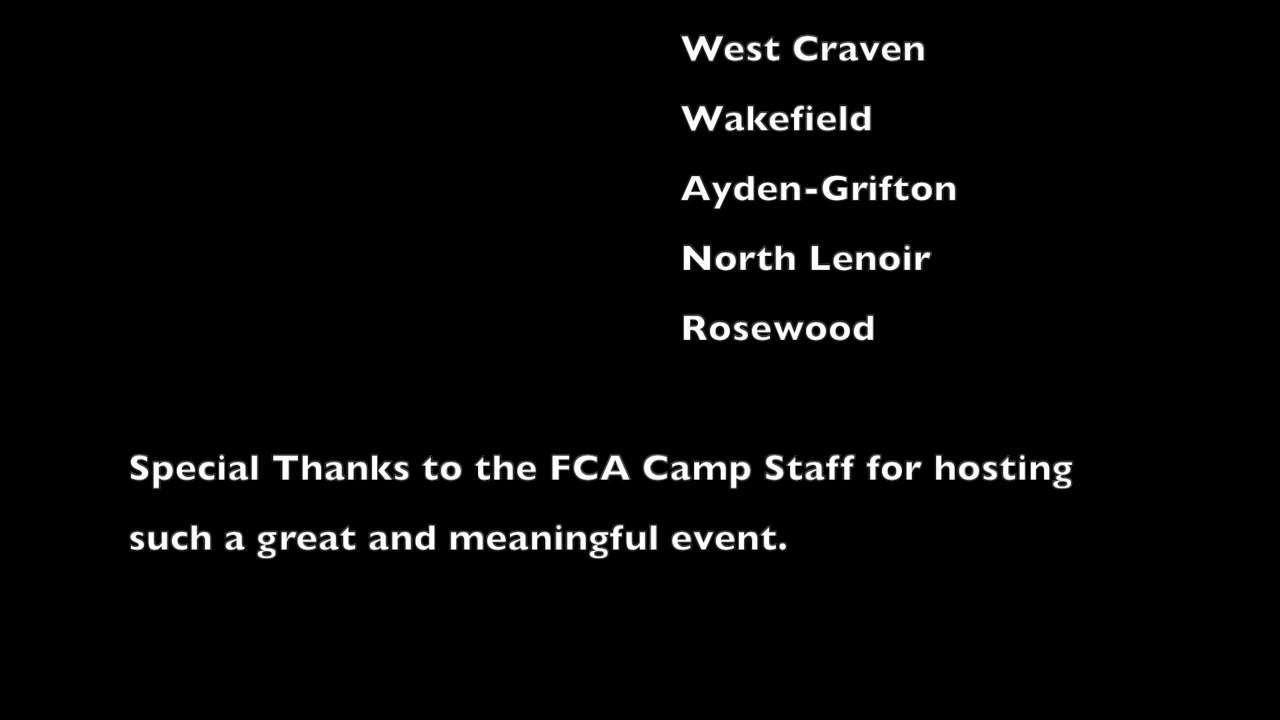 West Craven
Wakefield
Ayden-Grifton
North Lenoir
Rosewood
Special Thanks to the FCA Camp Staff for hosting
such a great and meaningful event.